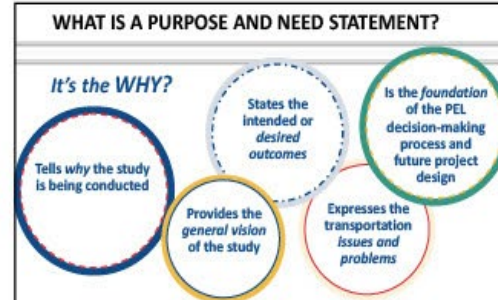 WHAT IS A PURPOSE AND NEED STATEMENT?
It's the WHY?
Tells why the study
is being conducted
Provides the
general vision
of the study
States the
intended or
desired
outcomes
Expresses the
transportation
issues and
problems
Is the foundation
of the PEL
decision-making
process and
future project
design